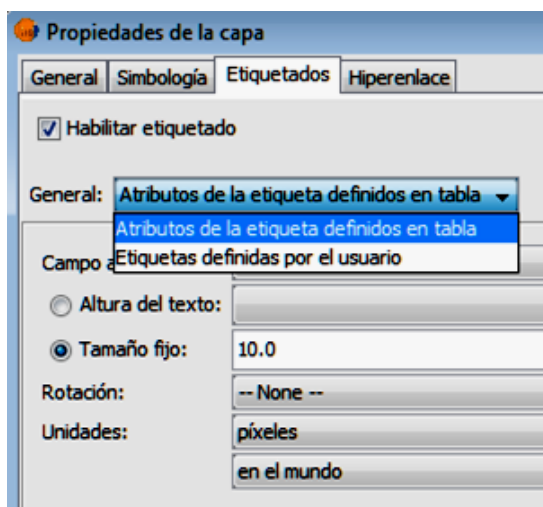 Propiedades de la capa
General Simbología Etiquetados Hiperenlace
Habilitar etiquetado
General: Atributos de la etiqueta definidos en tabla
Atributos de la etiqueta definidos en tabla
Etiquetas definidas por el usuario
Campo
Altura del texto:
Tamaño fijo: 10.0
Rotación: -- None --
Unidades: píxeles
en el mundo